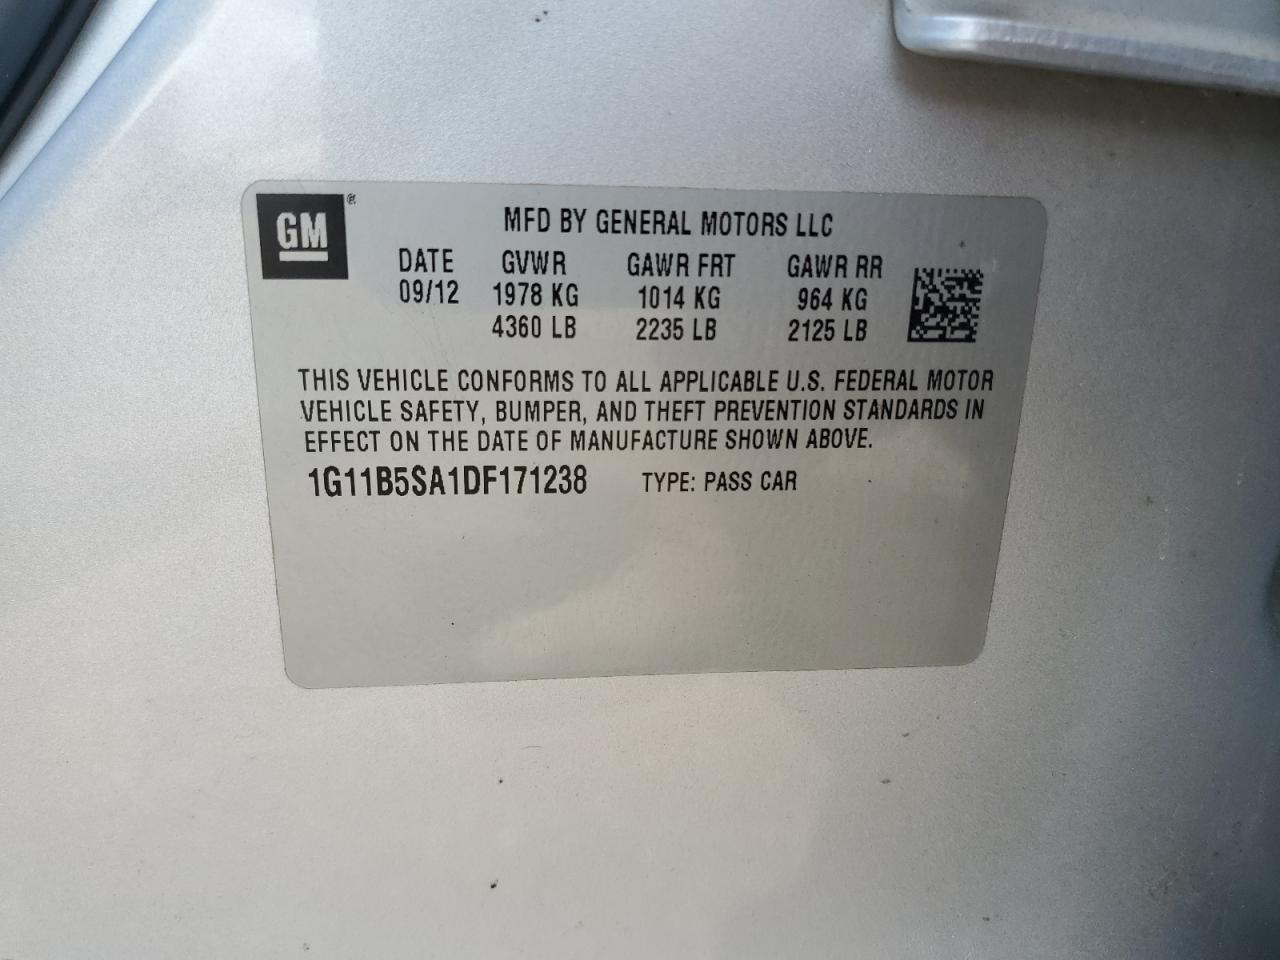 GM®
MFD BY GENERAL MOTORS LLC
DATE GVWR GAWR FRT GAWR RR
09/12 1978 KG 1014 KG 964 KG
4360 LB 2235 LB 2125 LB
THIS VEHICLE CONFORMS TO ALL APPLICABLE U.S. FEDERAL MOTOR
VEHICLE SAFETY, BUMPER, AND THEFT PREVENTION STANDARDS IN
EFFECT ON THE DATE OF MANUFACTURE SHOWN ABOVE.
1G11B5SA1DF171238 TYPE: PASS CAR